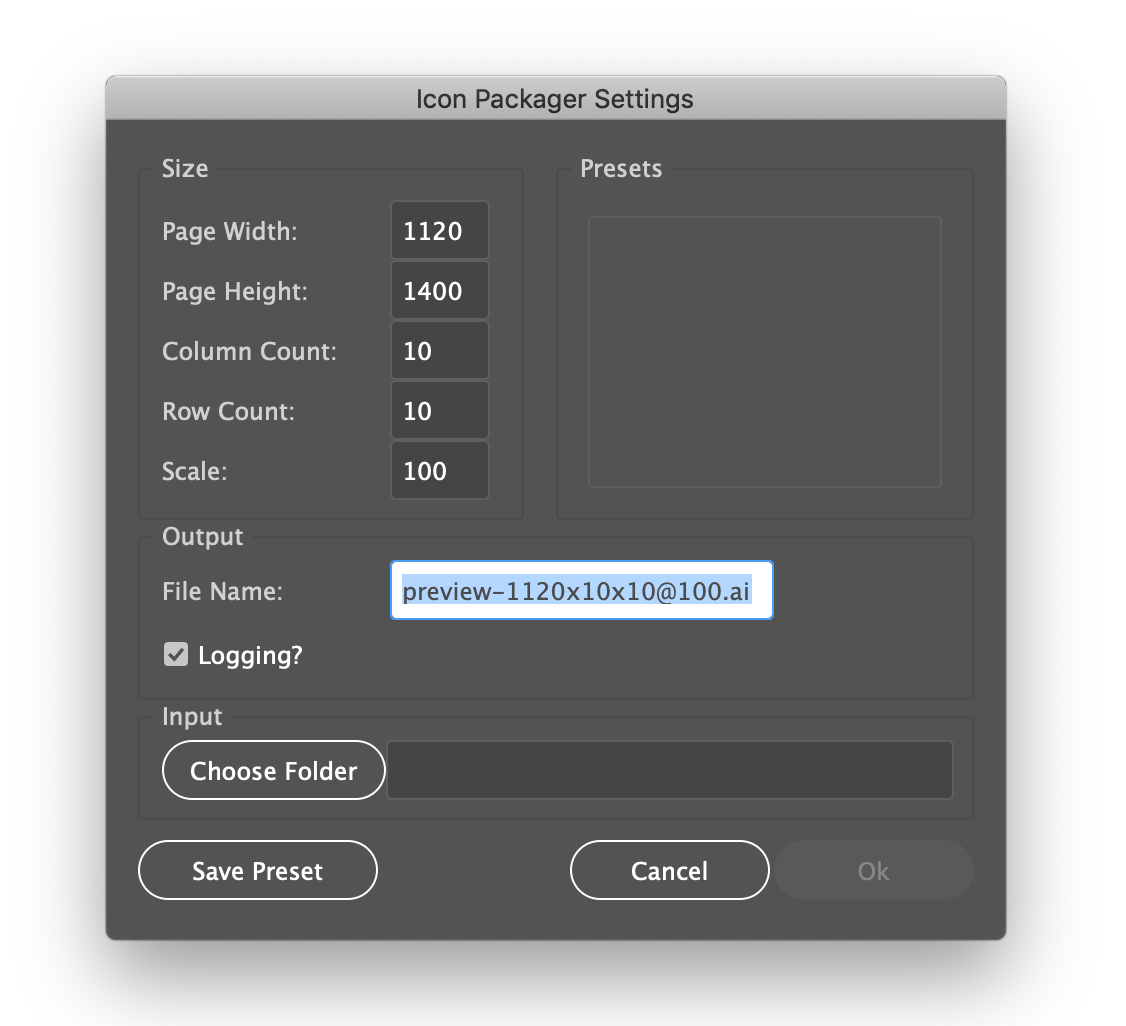 Icon Packager Settings
Size
Page Width: 1120
Page Height: 1400
Column Count: 10
Row Count: 10
Scale: 100
Presets
Output
File Name: preview-1120x10x10@100.ai
Logging?
Input
Choose Folder
Save Preset
Cancel
Ok